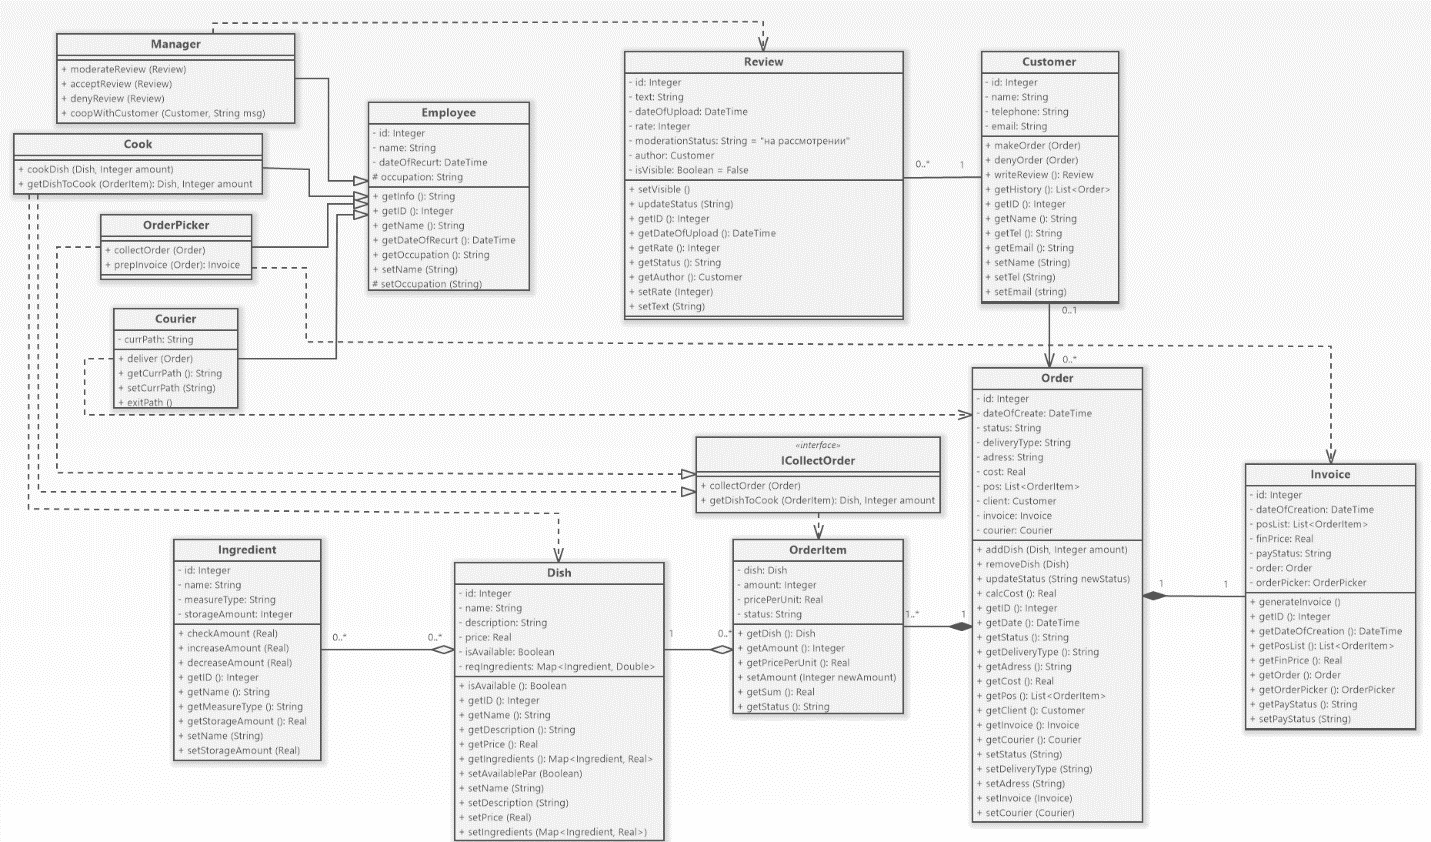 Manager
+ moderateReview (Review)
+ acceptReview (Review)
+ denyReview (Review)
+ coopWithCustomer (Customer, String msg)
Cook
+ cookDish (Dish, Integer amount)
+ getDishToCook (OrderItem): Dish, Integer amount
OrderPicker
+ collectOrder (Order)
+ prepInvoice (Order): Invoice
Courier
- currPath: String
+ deliver (Order)
+ getCurrPath (): String
+ setCurrPath (String)
+ exitPath ()
Employee
- id: Integer
- name: String
- dateOfRecurt: DateTime
# occupation: String
+ getInfo (): String
+ getID (): Integer
+ getName (): String
+ getDateOfRecurt (): DateTime
+ getOccupation (): String
+ setName (String)
# setOccupation (String)
Review
- id: Integer
- text: String
- dateOfUpload: DateTime
- rate: Integer
- moderationStatus: String = "на рассмотрении"
- author: Customer
- isVisible: Boolean = False
+ setVisible ()
+ updateStatus (String)
+ getID (): Integer
+ getDateOfUpload (): DateTime
+ getRate (): Integer
+ getStatus (): String
+ getAuthor (): Customer
+ setRate (Integer)
+ setText (String)
0..*
1
Customer
- id: Integer
- name: String
- telephone: String
- email: String
+ makeOrder (Order)
+ denyOrder (Order)
+ writeReview (): Review
+ getHistory (): List<Order>
+ getID (): Integer
+ getName (): String
+ getTel (): String
+ getEmail (): String
+ setName (String)
+ setTel (String)
+ setEmail (string)
0..1
0..*
Order
- id: Integer
- dateOfCreate: DateTime
- status: String
- deliveryType: String
- adress: String
- cost: Real
- pos: List<OrderItem>
- client: Customer
- invoice: Invoice
- courier: Courier
+ addDish (Dish, Integer amount)
+ removeDish (Dish)
+ updateStatus (String newStatus)
+ calcCost (): Real
+ getID (): Integer
+ getDate (): DateTime
+ getStatus (): String
+ getDeliveryType (): String
+ getAdress (): String
+ getCost (): Real
+ getPos (): List<OrderItem>
+ getClient (): Customer
+ getInvoice (): Invoice
+ getCourier (): Courier
+ setStatus (String)
+ setDeliveryType (String)
+ setAdress (String)
+ setInvoice (Invoice)
+ setCourier (Courier)
1
1
Invoice
- id: Integer
- dateOfCreation: DateTime
- posList: List<OrderItem>
- finPrice: Real
- payStatus: String
- order: Order
- orderPicker: OrderPicker
+ generateInvoice ()
+ getID (): Integer
+ getDateOfCreation (): DateTime
+ getPosList (): List<OrderItem>
+ getFinPrice (): Real
+ getOrder (): Order
+ getOrderPicker (): OrderPicker
+ getPayStatus (): String
+ setPayStatus (String)
«interface»
ICollectOrder
+ collectOrder (Order)
+ getDishToCook (OrderItem): Dish, Integer amount
OrderItem
- dish: Dish
- amount: Integer
- pricePerUnit: Real
- status: String
+ getDish (): Dish
+ getAmount (): Integer
+ getPricePerUnit (): Real
+ setAmount (Integer newAmount)
+ getSum (): Real
+ getStatus (): String
1..*
1
1
0..*
Dish
- id: Integer
- name: String
- description: String
- price: Real
- isAvailable: Boolean
- reqIngredients: Map<Ingredient, Double>
+ isAvailable (): Boolean
+ getID (): Integer
+ getName (): String
+ getDescription (): String
+ getPrice (): Real
+ getIngredients (): Map<Ingredient, Real>
+ setAvailablePar (Boolean)
+ setName (String)
+ setDescription (String)
+ setPrice (Real)
+ setIngredients (Map<Ingredient, Real>)
0..*
0..*
Ingredient
- id: Integer
- name: String
- measureType: String
- storageAmount: Integer
+ checkAmount (Real)
+ increaseAmount (Real)
+ decreaseAmount (Real)
+ getID (): Integer
+ getName (): String
+ getMeasureType (): String
+ getStorageAmount (): Real
+ setName (String)
+ setStorageAmount (Real)